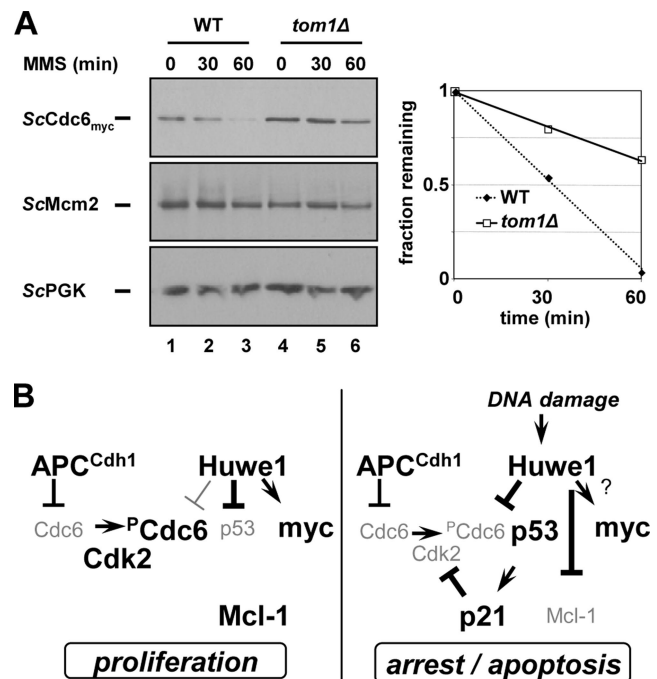 A
WT tom1Δ
MMS (min) 0 30 60 0 30 60
ScCdc6myc
ScMcm2
ScPGK
1 2 3 4 5 6
fraction remaining
1
0.5
0
WT
tom1Δ
0 30 60
time (min)
B
APCCdh1 Huwe1
Cdc6 PCdc6 p53 myc
Cdk2
Mcl-1
proliferation
DNA damage
APCCdh1 Huwe1
?
Cdc6 PCdc6 p53 myc
Cdk2
p21 Mcl-1
arrest / apoptosis